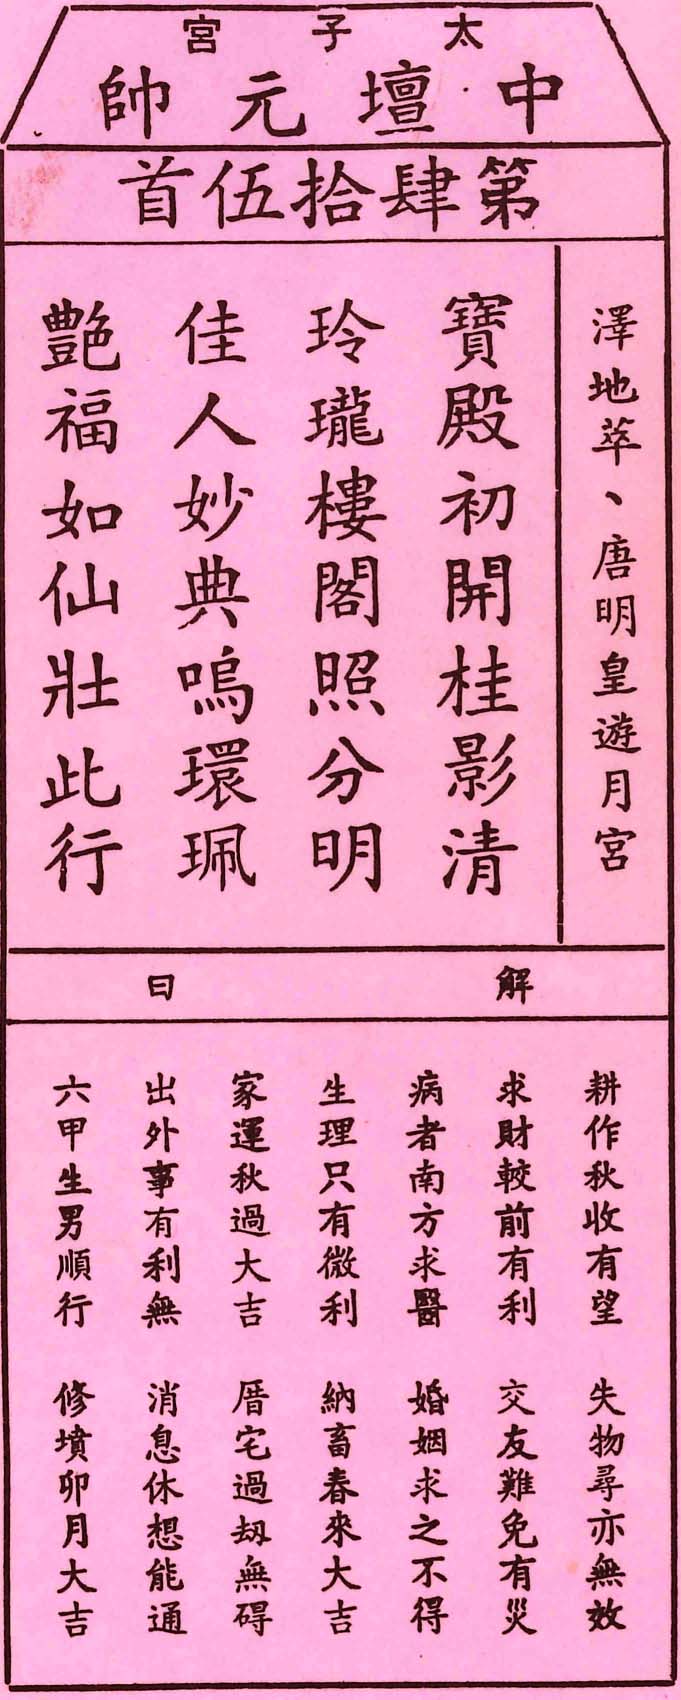 太子宮
中壇元帥
第肆拾伍首
澤地萃、唐明皇遊月宮
寶殿初開桂影清
玲瓏樓閣照分明
佳人妙典嗚環珮
艷福如仙壯此行
解曰
耕作秋收有望 失物尋亦無效
求財較前有利 交友難免有災
病者南方求醫 婚姻求之不得
生理只有微利 納畜春來大吉
家運秋過大吉 厝宅過劫無碍
出外事有利無 消息休想能通
六甲生男順行 修墳卯月大吉